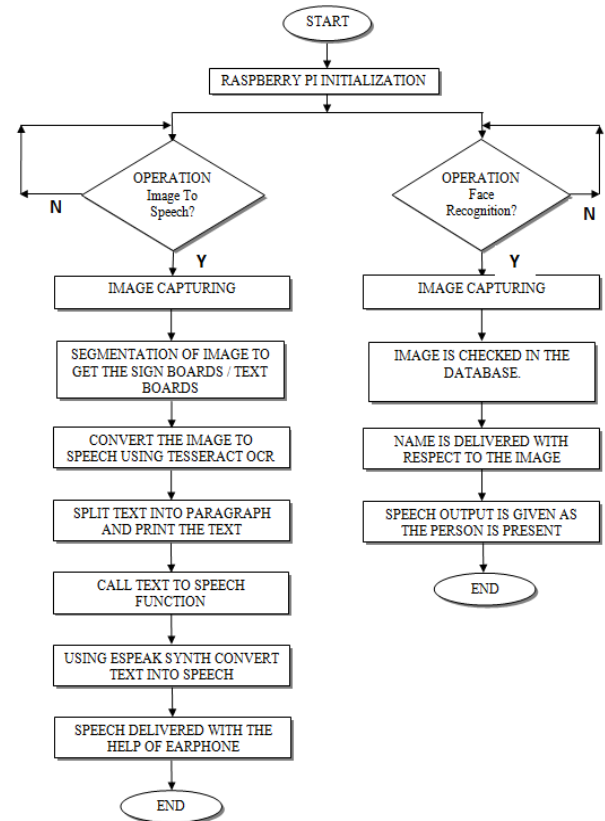 START
RASPBERRY PI INITIALIZATION
OPERATION
Image To
Speech?
N
Y
IMAGE CAPTURING
SEGMENTATION OF IMAGE TO
GET THE SIGN BOARDS / TEXT
BOARDS
CONVERT THE IMAGE TO
SPEECH USING TESSERACT OCR
SPLIT TEXT INTO PARAGRAPH
AND PRINT THE TEXT
CALL TEXT TO SPEECH
FUNCTION
USING ESPEAK SYNTH CONVERT
TEXT INTO SPEECH
SPEECH DELIVERED WITH THE
HELP OF EARPHONE
END
OPERATION
Face
Recognition?
N
Y
IMAGE CAPTURING
IMAGE IS CHECKED IN THE
DATABASE.
NAME IS DELIVERED WITH
RESPECT TO THE IMAGE
SPEECH OUTPUT IS GIVEN AS
THE PERSON IS PRESENT
END